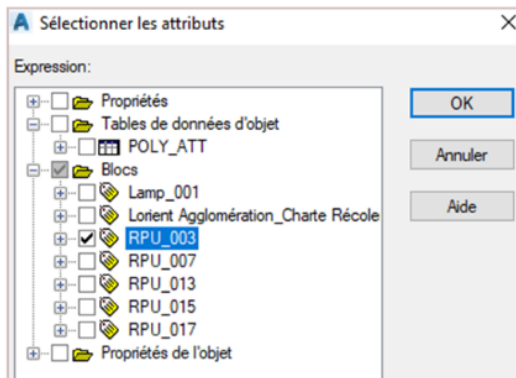 Sélectionner les attributs
Expression:
Propriétés
OK
Tables de données d'objet
POLY_ATT
Annuler
Blocs
Lamp_001
Lorient Agglomération_Charte Récole
Aide
RPU_003
RPU_007
RPU_013
RPU_015
RPU_017
Propriétés de l'objet